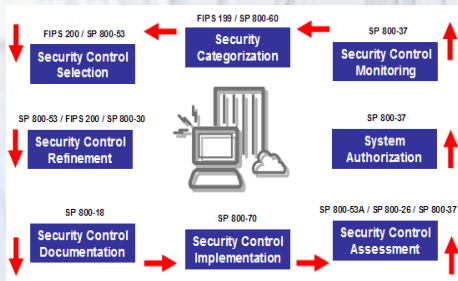 FIPS 199 / SP 800-60
Security
Categorization
FIPS 200 / SP 800-53
Security Control
Selection
SP 800-37
Security Control
Monitoring
SP 800-53 / FIPS 200 / SP 800-30
Security Control
Refinement
SP 800-37
System
Authorization
SP 800-18
Security Control
Documentation
SP 800-70
Security Control
Implementation
SP 800-53A / SP 800-26 / SP 800-37
Security Control
Assessment